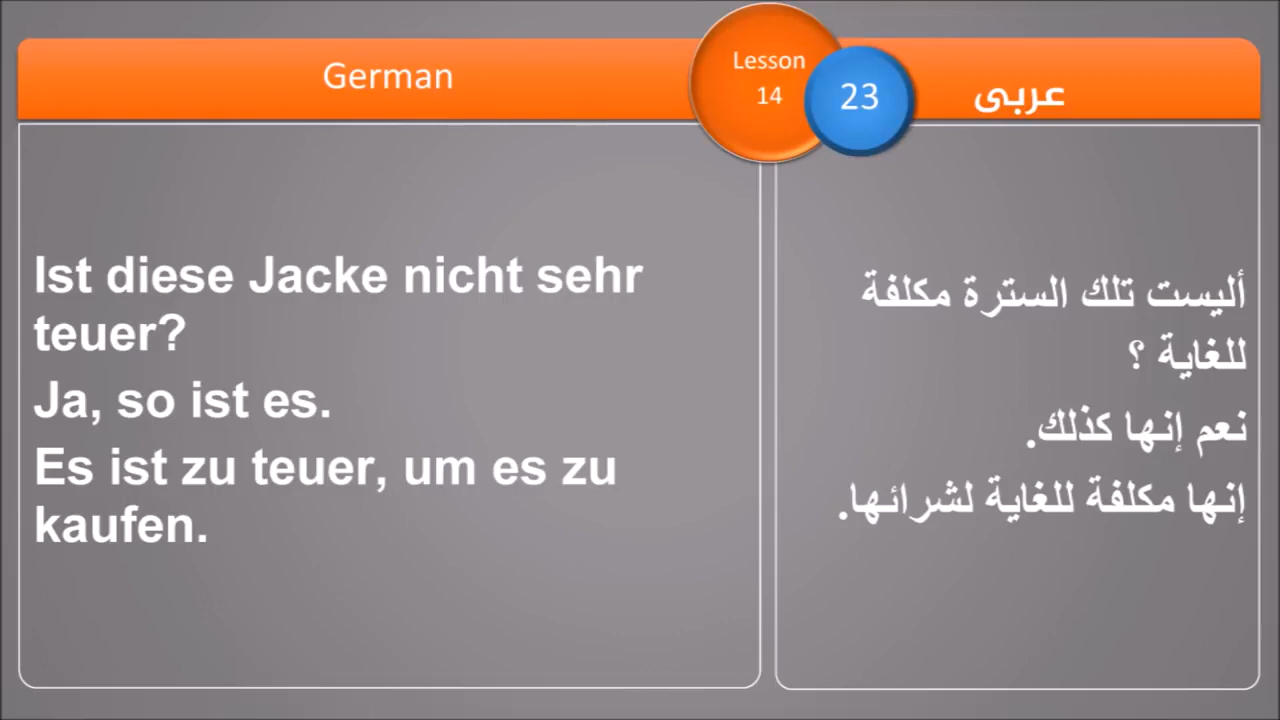 German
Lesson
14
23
عربى
Ist diese Jacke nicht sehr
teuer?
Ja, so ist es.
Es ist zu teuer, um es zu
kaufen.
أليست تلك السترة مكلفة
للغاية ؟
نعم إنها كذلك.
إنها مكلفة للغاية لشرائها.